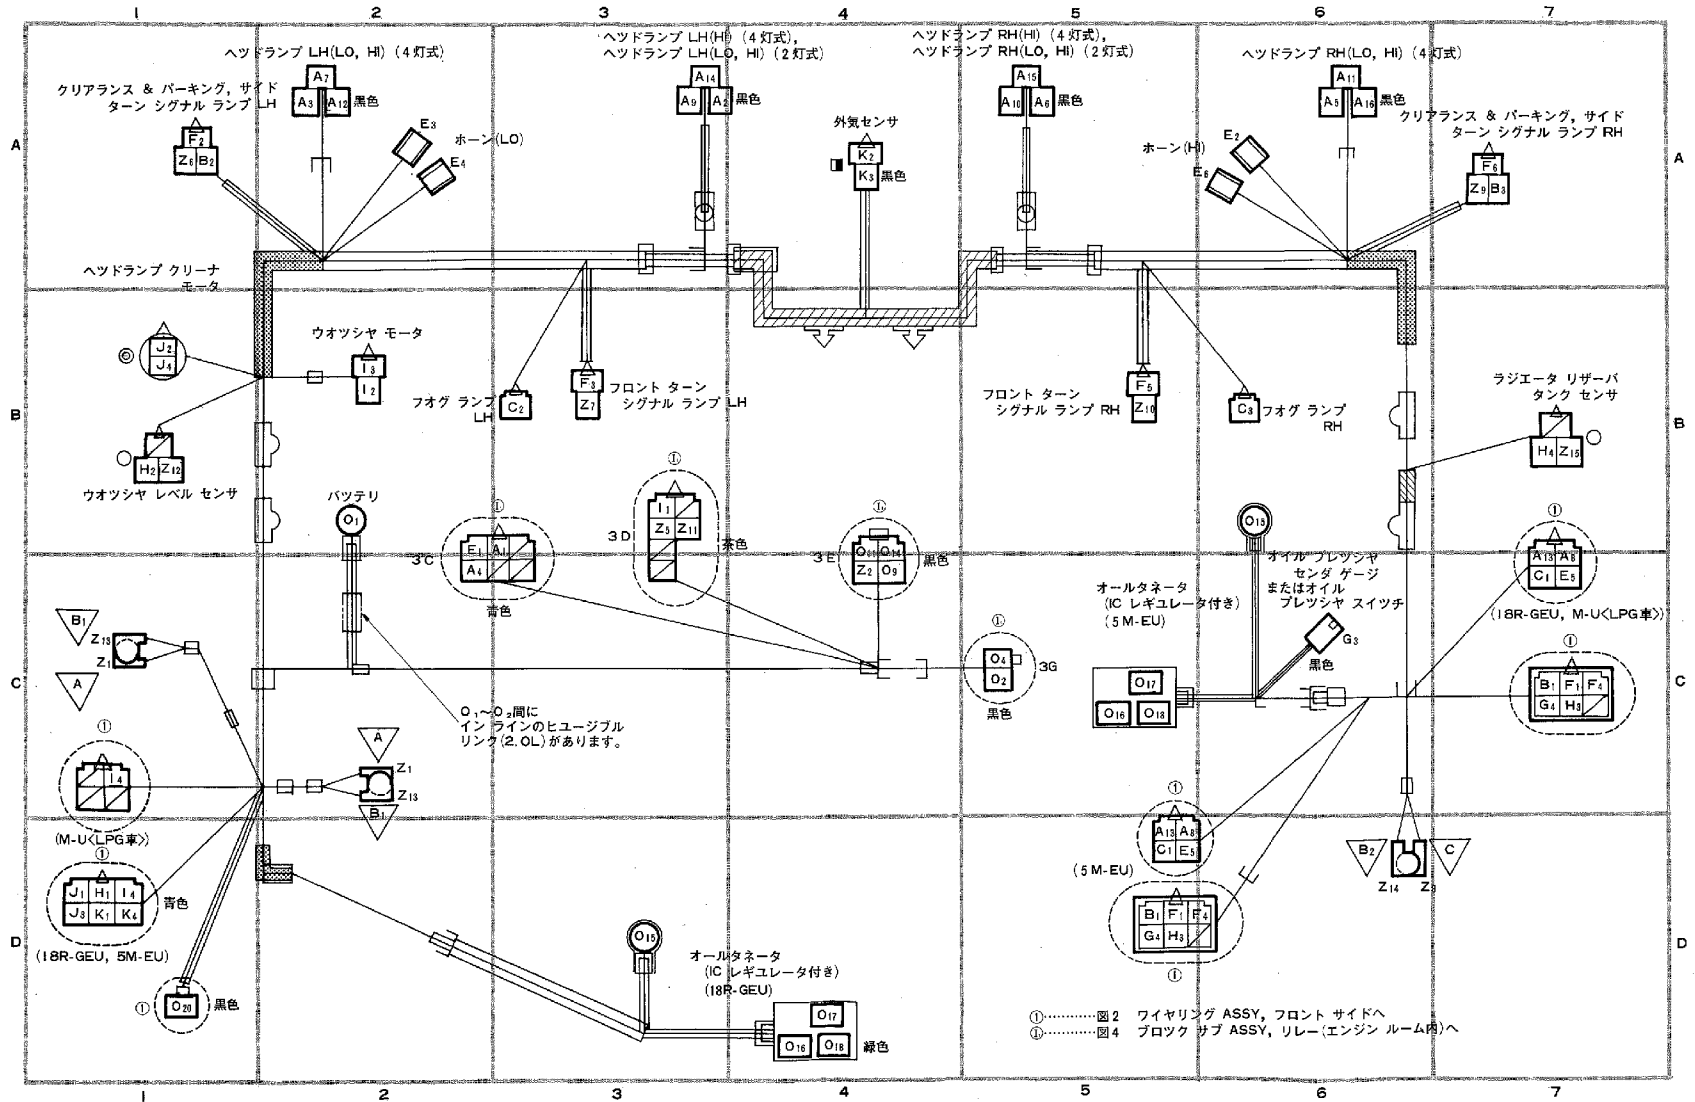 1 2 3 4 5 6 7
ヘツドランプ LH(LO, HI) (4灯式)
ヘツドランプ LH(HI) (4灯式),
ヘツドランプ LH(LO, HI) (2灯式)
ヘツドランプ RH(HI) (4灯式),
ヘツドランプ RH(LO, HI) (2灯式)
ヘツドランプ RH(LO, HI) (4灯式)
クリアランス & パーキング, サイド
ターン シグナル ランプ LH
A7
A3 A12 黒色
A14
A9 A2 黒色
A15
A10 A6 黒色
A11
A5 A16 黒色
クリアランス & パーキング, サイド
ターン シグナル ランプ RH
A
F2
Z6 B2
E3
ホーン(LO)
E4
外気センサ
K2
K3 黒色
E2
ホーン(HI)
F6
Z9 B3
A
ヘツドランプ クリーナ
モータ
J2
J4
ウオツシヤ モータ
I3
I2
フオグ ランプ
LH
C2
F3
Z7
フロント ターン
シグナル ランプ LH
フロント ターン
シグナル ランプ RH
F5
Z10
C3
フオグ ランプ
RH
ラジエータ リザーバ
タンク センサ
H4 Z15
B
B
H2 Z12
ウオツシヤ レベル センサ
バツテリ
O1
3C
E1 A1
A4
青色
3D
I1
Z5 Z11
茶色
3E
Z2 O9
黒色
O15
オイル プレツシヤ
センダ ゲージ
またはオイル
プレツシヤ スイツチ
G3
黒色
オールタネータ
(IC レギユレータ付き)
(5M-EU)
O17
O16 O18
①
A13 A8
C1 E5
(18R-GEU, M-U<LPG車>)
①
B1 F1 F4
G4 H3
B1
Z13
Z1
A
C
O4
O2
3G
黒色
C
O1〜O2間に
イン ラインのヒユージブル
リンク(2.0L)があります。
A
Z1
Z13
B1
①
I4
(M-U<LPG車>)
①
J1 H1 I4
J3 K1 K4
青色
(18R-GEU, 5M-EU)
①
O20
黒色
D
O15
オールタネータ
(IC レギユレータ付き)
(18R-GEU)
O17
O16 O18
緑色
①
A13 A8
C1 E5
(5M-EU)
B1 F1 F4
G4 H3
①
B2
C
Z14 Z9
D
①…………図2 ワイヤリング ASSY, フロント サイドへ
…………図4 ブロツク サブ ASSY, リレー(エンジン ルーム内)へ
1 2 3 4 5 6 7